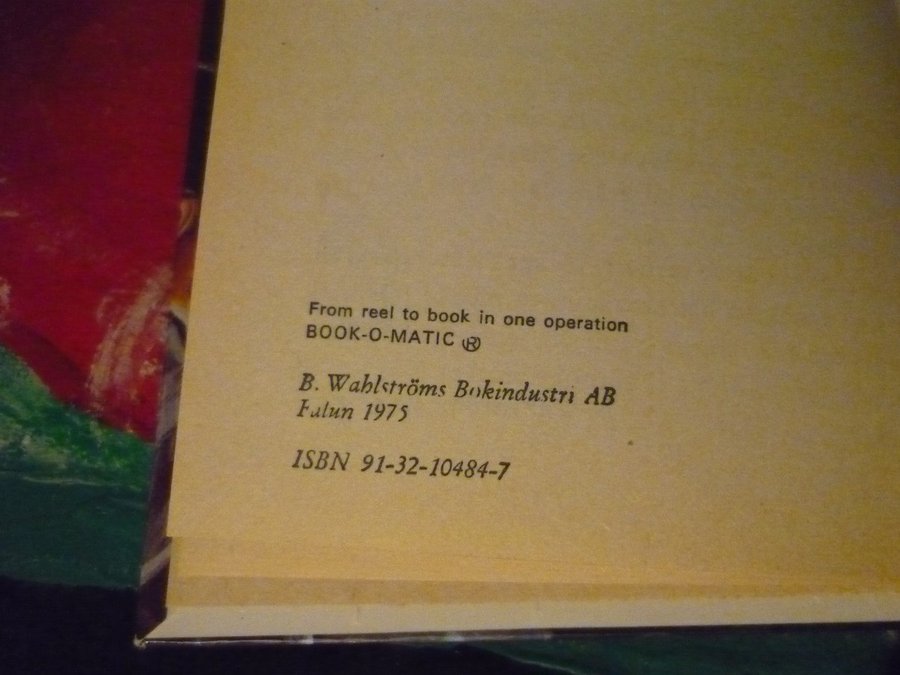 From reel to book in one operation
BOOK-O-MATIC ®
B. Wahlströms Bokindustri AB
Falun 1975
ISBN 91-32-10484-7